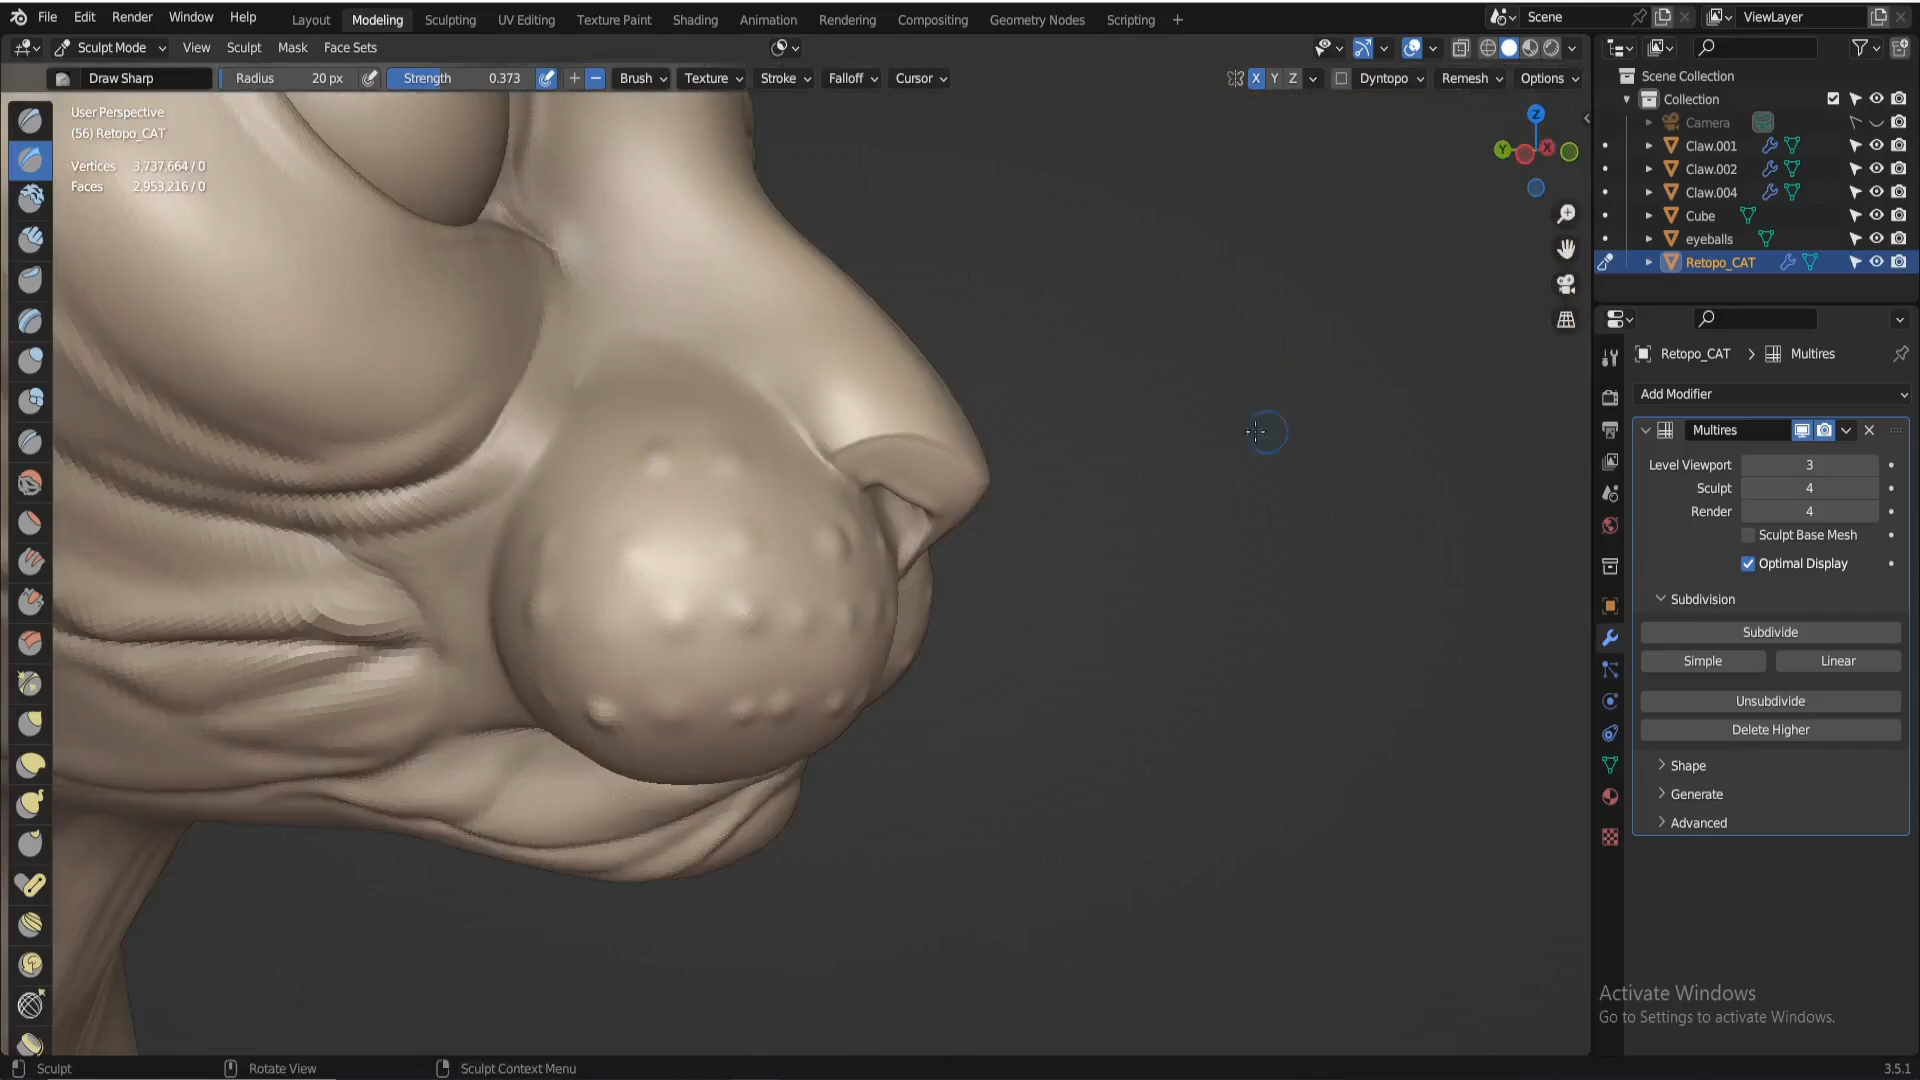 File Edit Render Window Help Layout Modeling Sculpting UV Editing Texture Paint Shading Animation Rendering Compositing Geometry Nodes Scripting + Scene ViewLayer
Sculpt Mode View Sculpt Mask Face Sets
Draw Sharp Radius 20 px Strength 0.373 Brush Texture Stroke Falloff Cursor X Y Z Dyntopo Remesh Options
User Perspective
(56) Retopo_CAT
Vertices 3,737,664/0
Faces 2,953,216/0
Z
Y X
Scene Collection
Collection
Camera
Claw.001
Claw.002
Claw.004
Cube
eyeballs
Retopo_CAT
Retopo_CAT > Multires
Add Modifier
Multires
Level Viewport 3
Sculpt 4
Render 4
Sculpt Base Mesh
Optimal Display
Subdivision
Subdivide
Simple Linear
Unsubdivide
Delete Higher
Shape
Generate
Advanced
Activate Windows
Go to Settings to activate Windows.
Sculpt Rotate View Sculpt Context Menu 3.5.1